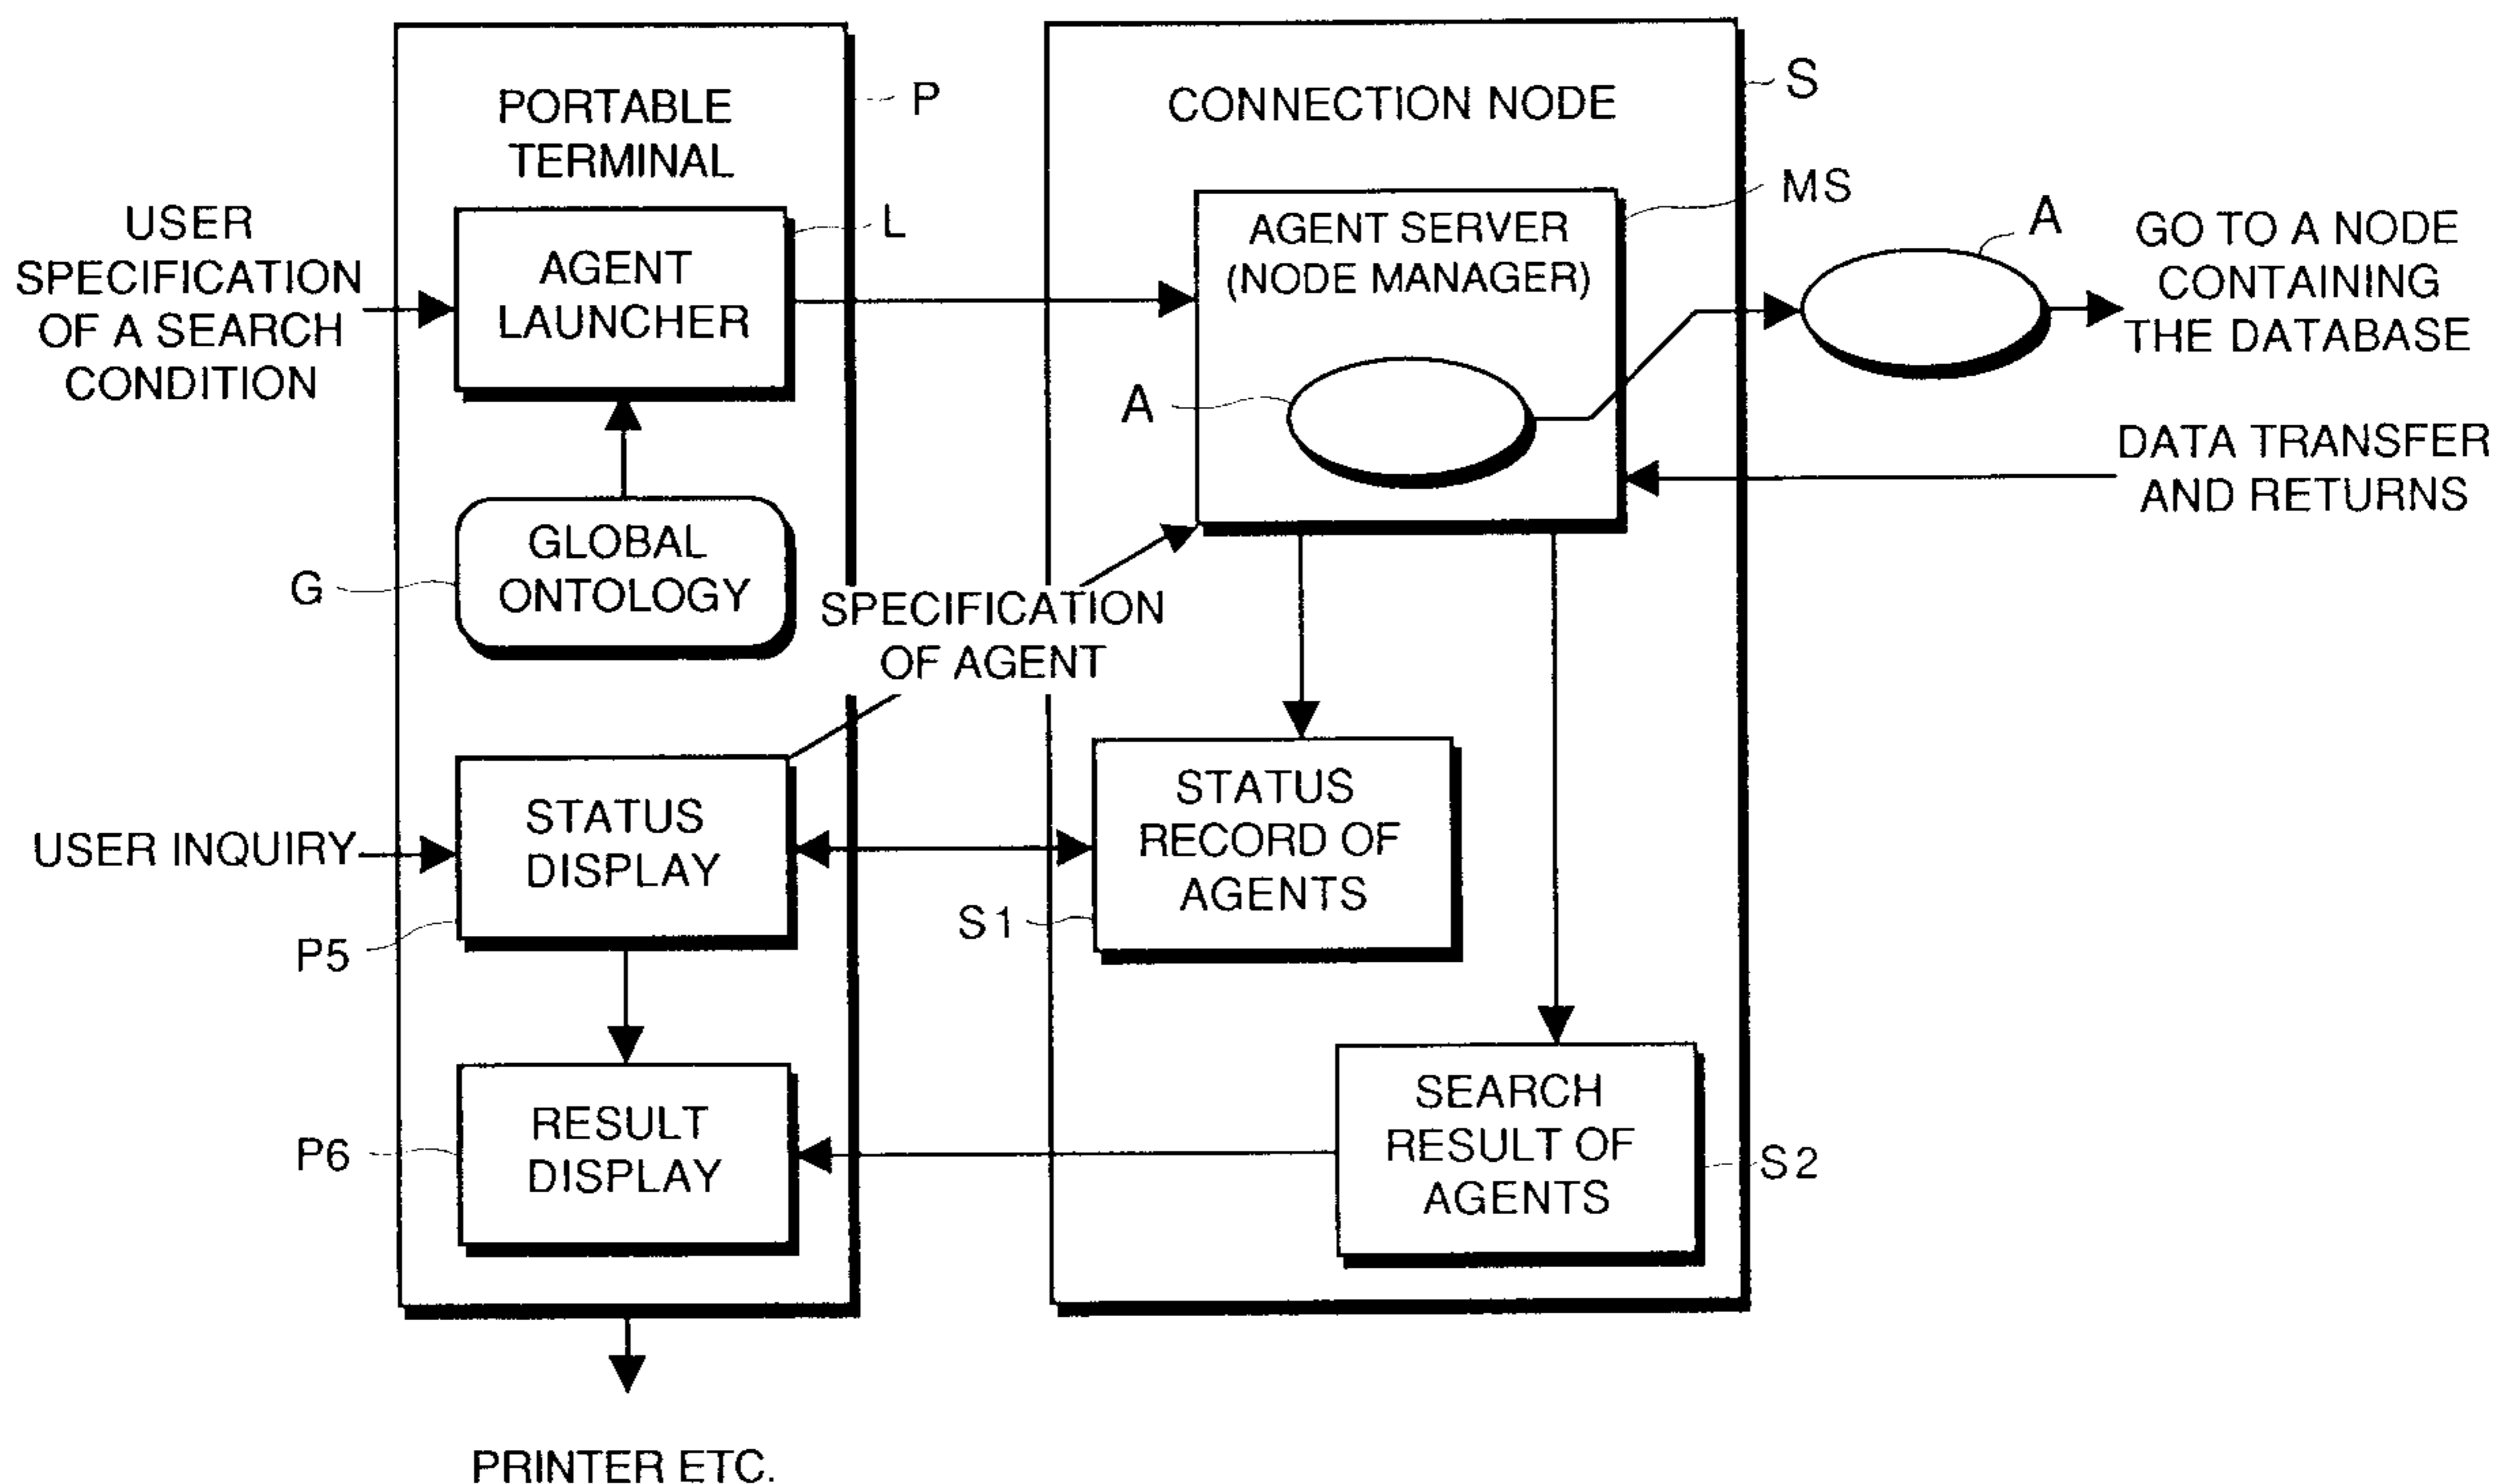 PORTABLE
TERMINAL
P
CONNECTION NODE
S
USER
SPECIFICATION
OF A SEARCH
CONDITION
AGENT
LAUNCHER
L
AGENT SERVER
(NODE MANAGER)
MS
A
A
GO TO A NODE
CONTAINING
THE DATABASE
DATA TRANSFER
AND RETURNS
GLOBAL
ONTOLOGY
G
SPECIFICATION
OF AGENT
USER INQUIRY
STATUS
DISPLAY
P5
STATUS
RECORD OF
AGENTS
S1
RESULT
DISPLAY
P6
SEARCH
RESULT OF
AGENTS
S2
PRINTER ETC.